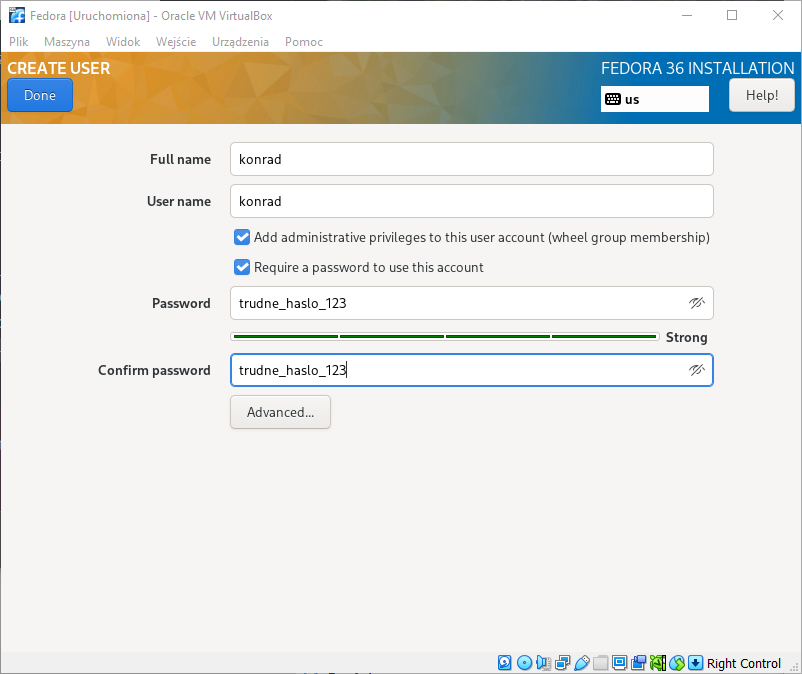 Fedora [Uruchomiona] - Oracle VM VirtualBox
Plik Maszyna Widok Wejście Urządzenia Pomoc
CREATE USER
FEDORA 36 INSTALLATION
Done
us
Help!
Full name
konrad
User name
konrad
Add administrative privileges to this user account (wheel group membership)
Require a password to use this account
Password
trudne_haslo_123
Strong
Confirm password
trudne_haslo_123
Advanced...
Right Control